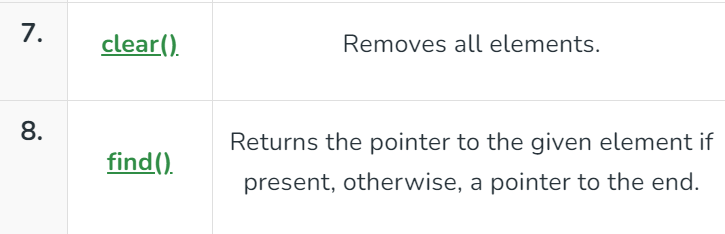 7.
clear()
Removes all elements.
8.
find()
Returns the pointer to the given element if
present, otherwise, a pointer to the end.